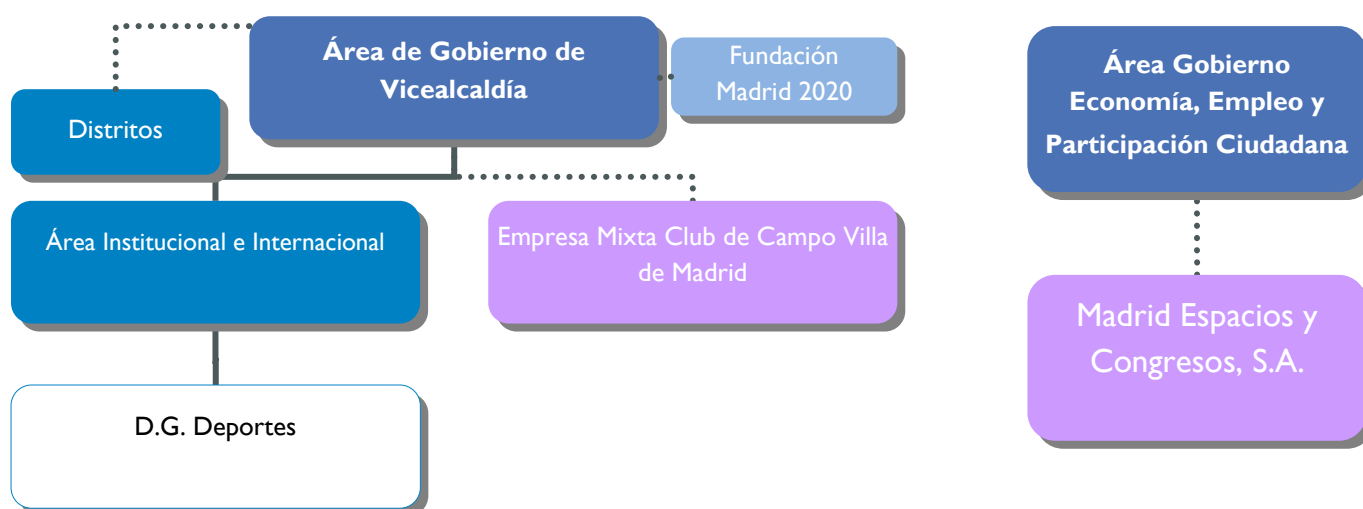 Área de Gobierno de
Vicealcaldía
Fundación
Madrid 2020
Área Gobierno
Economía, Empleo y
Participación Ciudadana
Distritos
Área Institucional e Internacional
Empresa Mixta Club de Campo Villa
de Madrid
Madrid Espacios y
Congresos, S.A.
D.G. Deportes